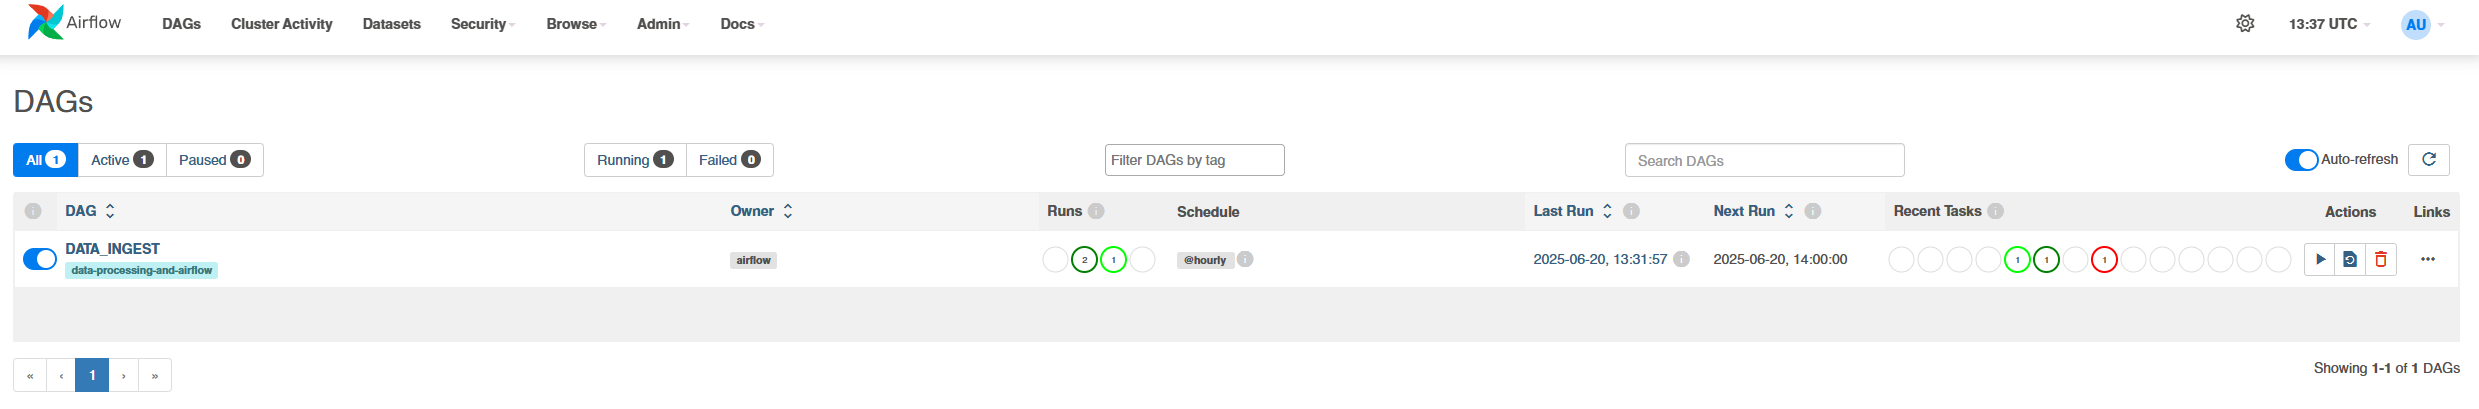 Airflow DAGs Cluster Activity Datasets Security Browse Admin Docs 13:37 UTC AU
DAGs
All 1 Active 1 Paused 0 Running 1 Failed 0 Filter DAGs by tag Search DAGs Auto-refresh
i DAG Owner Runs i Schedule Last Run i Next Run i Recent Tasks i Actions Links
DATA_INGEST
data-processing-and-airflow
airflow 2 1 @hourly i 2025-06-20, 13:31:57 i 2025-06-20, 14:00:00 1 1 1 ···
« ‹ 1 › »
Showing 1-1 of 1 DAGs